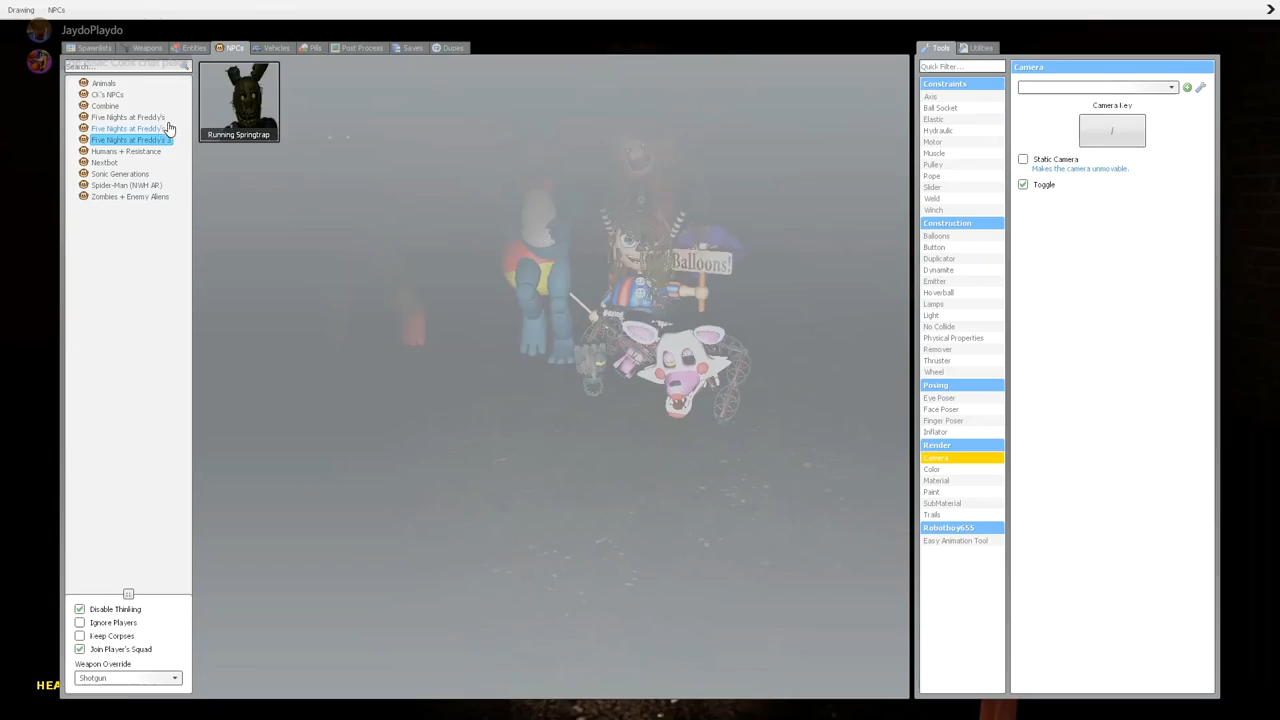 Drawing NPCs
JaydoPlaydo
Spawnlists Weapons Entities NPCs Vehicles Pills Post Process Saves Dupes
Search...
Animals
Combine
Five Nights at Freddy's
Five Nights at Freddy's
Five Nights at Freddy's 3
Humans + Resistance
Nextbot
Sonic Generations
Spider-Man (NWH AR)
Zombies + Enemy Aliens
Disable Thinking
Ignore Players
Keep Corpses
Join Player's Squad
Weapon Override
Shotgun
HEA
Running Springtrap
Balloons!
Tools Utilities
Quick Filter...
Constraints
Axis
Ball Socket
Elastic
Hydraulic
Motor
Muscle
Pulley
Rope
Slider
Weld
Winch
Construction
Balloons
Button
Duplicator
Dynamite
Emitter
Hoverball
Lamps
Light
No Collide
Physical Properties
Remover
Thruster
Wheel
Posing
Eye Poser
Face Poser
Finger Poser
Inflator
Render
Camera
Color
Material
Paint
SubMaterial
Trails
Robotboy655
Easy Animation Tool
Camera
Camera Key
/
Static Camera
Makes the camera unmovable.
Toggle